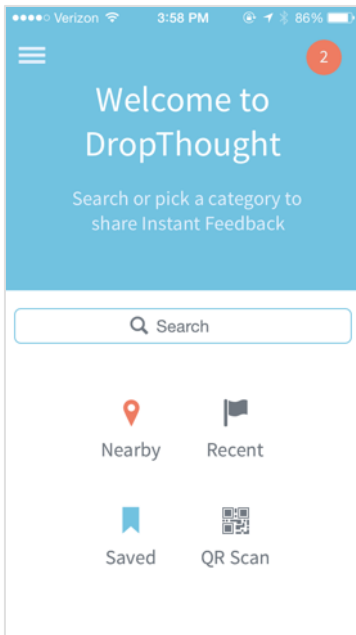 Verizon 3:58 PM 86%
2
Welcome to
DropThought
Search or pick a category to
share Instant Feedback
Search
Nearby Recent
Saved QR Scan